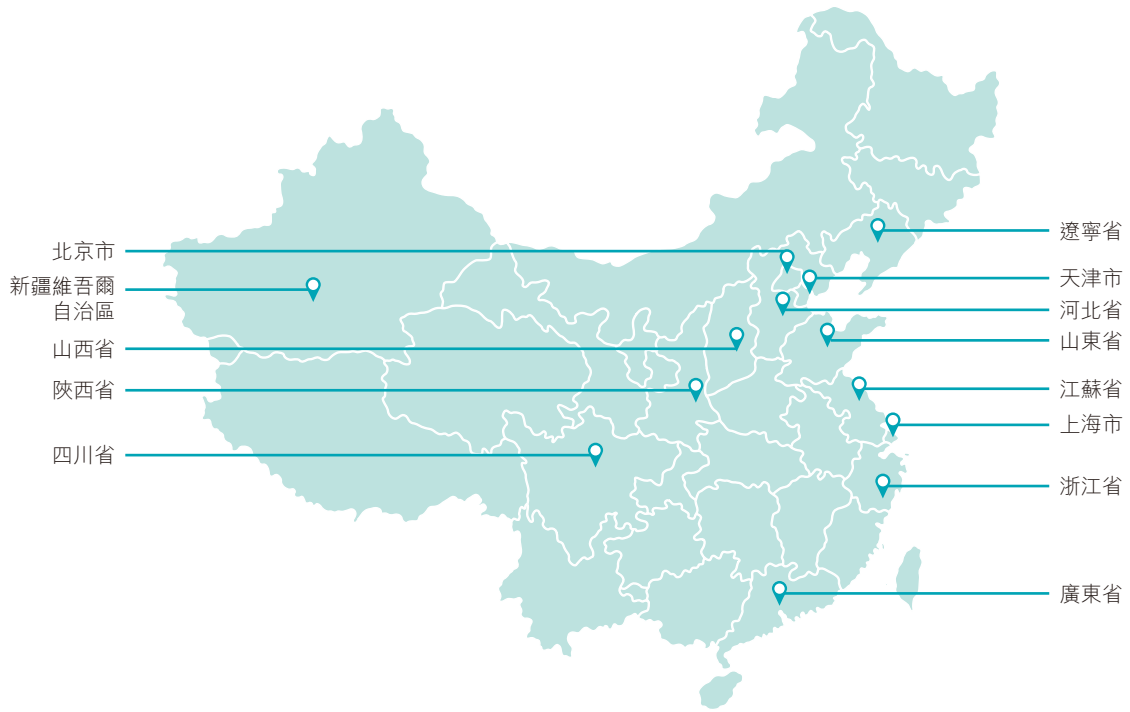 北京市
新疆維吾爾
自治區
山西省
陝西省
四川省
遼寧省
天津市
河北省
山東省
江蘇省
上海市
浙江省
廣東省